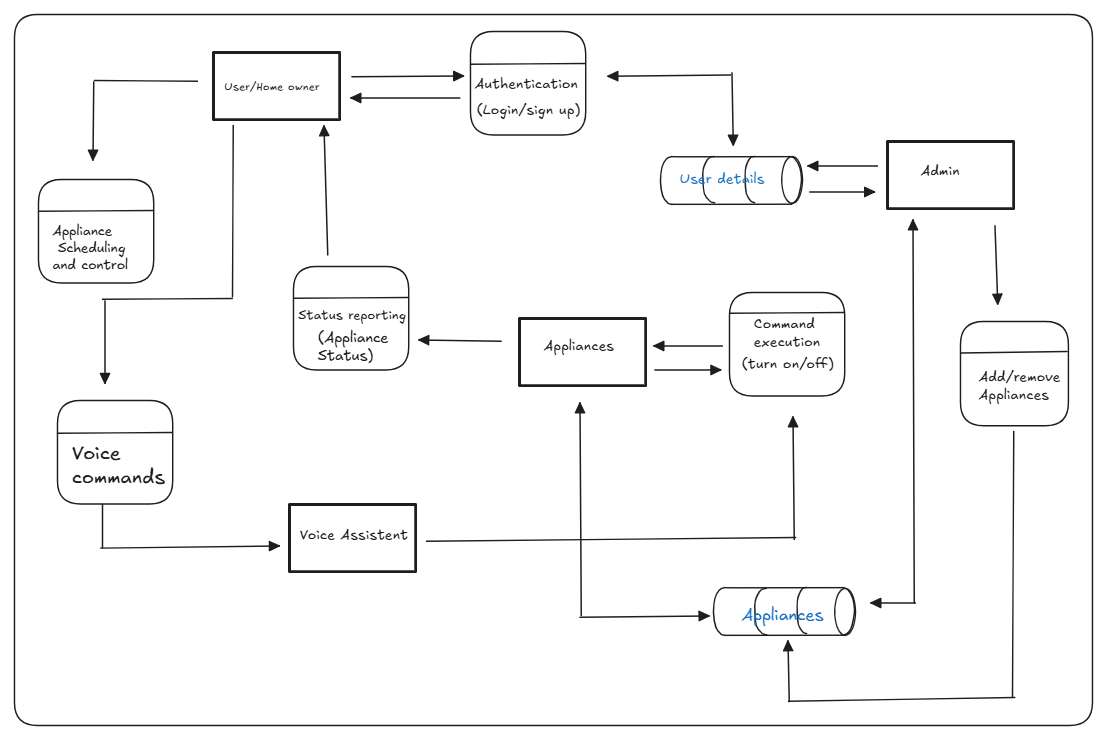 User/Home owner
Authentication
(Login/sign up)
User details
Admin
Appliance
Scheduling
and control
Status reporting
(Appliance
Status)
Appliances
Command
execution
(turn on/off)
Add/remove
Appliances
Voice
commands
Voice Assistent
Appliances